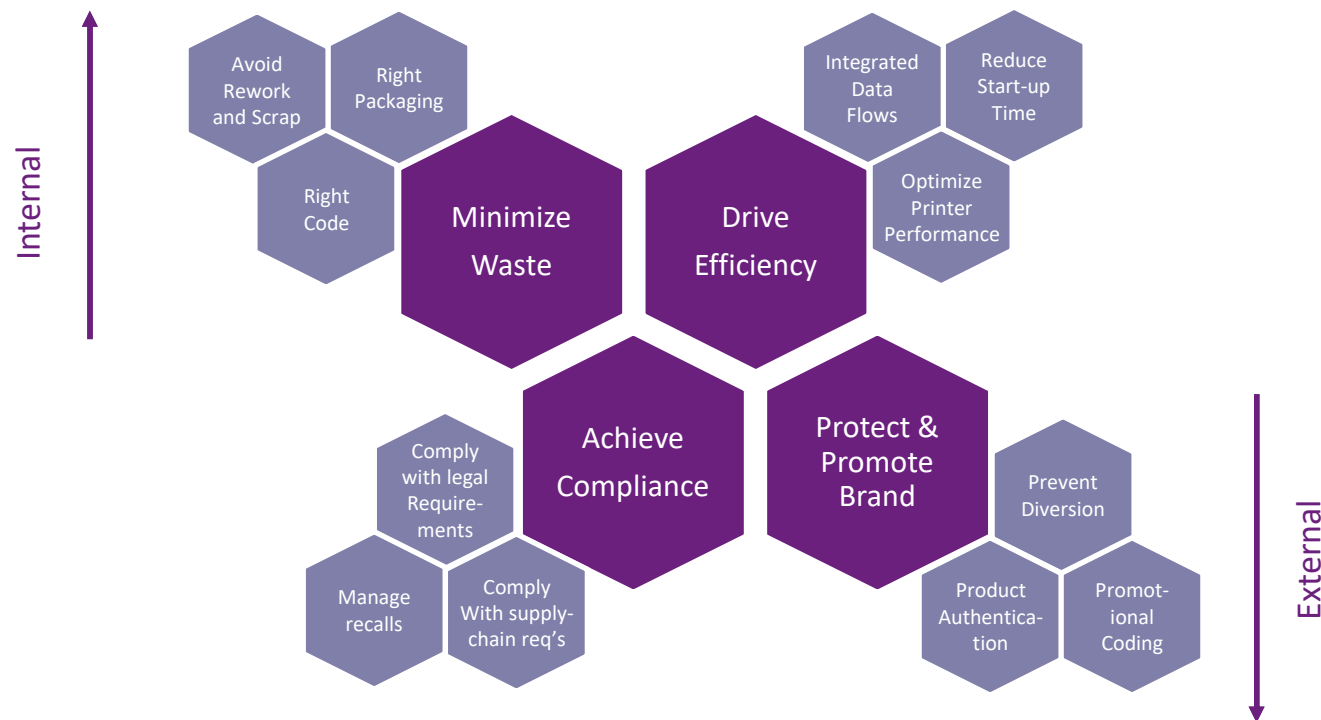 Internal
Avoid
Rework
and Scrap
Right
Packaging
Right
Code
Minimize
Waste
Integrated
Data
Flows
Reduce
Start-up
Time
Optimize
Printer
Performance
Drive
Efficiency
Achieve
Compliance
Comply
with legal
Require-
ments
Manage
recalls
Comply
With supply-
chain req’s
Protect &
Promote
Brand
Prevent
Diversion
Product
Authentica-
tion
Promot-
ional
Coding
External